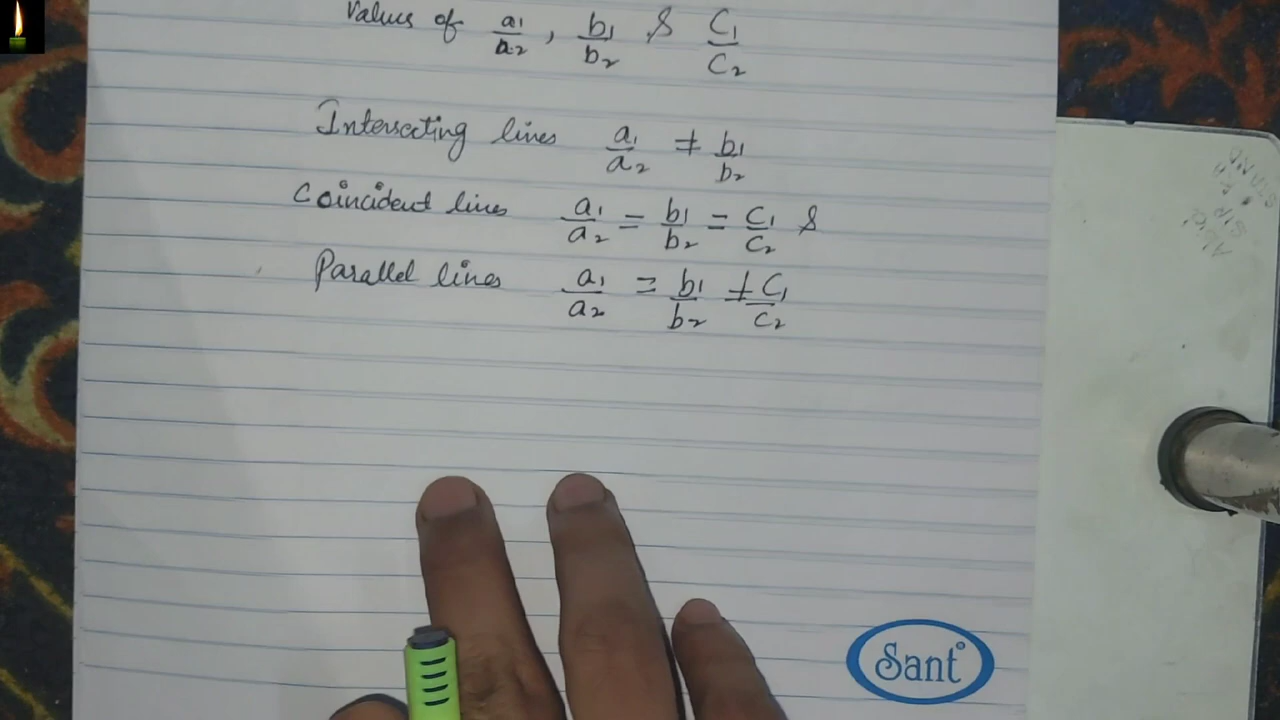 Values of a1/a2, b1/b2 & C1/C2
Intersecting lines a1/a2 ≠ b1/b2
Coincident lines a1/a2 = b1/b2 = C1/C2 &
Parallel lines a1/a2 = b1/b2 ≠ C1/C2
Sant